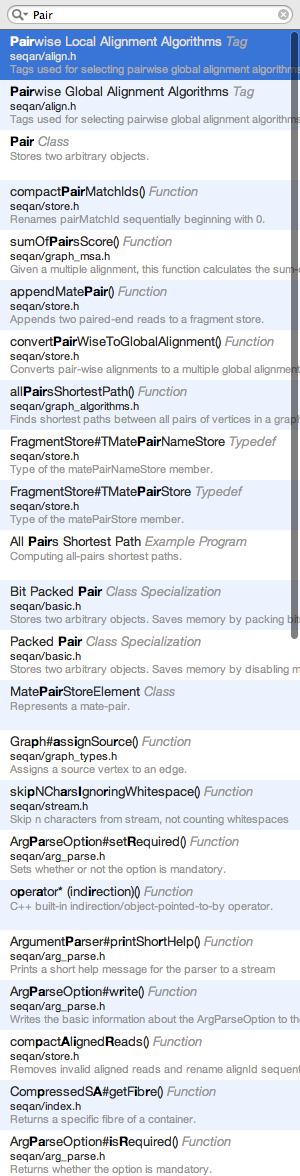 Pair
Pairwise Local Alignment Algorithms Tag
seqan/align.h
Tags used for selecting pairwise global alignment algorithms
Pairwise Global Alignment Algorithms Tag
seqan/align.h
Tags used for selecting pairwise global alignment algorithms
Pair Class
Stores two arbitrary objects.
compactPairMatchIds() Function
seqan/store.h
Renames pairMatchId sequentially beginning with 0.
sumOfPairsScore() Function
seqan/graph_msa.h
Given a multiple alignment, this function calculates the sum-
appendMatePair() Function
seqan/store.h
Appends two paired-end reads to a fragment store.
convertPairWiseToGlobalAlignment() Function
seqan/store.h
Converts pair-wise alignments to a multiple global alignment
allPairsShortestPath() Function
seqan/graph_algorithms.h
Finds shortest paths between all pairs of vertices in a graph
FragmentStore#TMatePairNameStore Typedef
seqan/store.h
Type of the matePairNameStore member.
FragmentStore#TMatePairStore Typedef
seqan/store.h
Type of the matePairStore member.
All Pairs Shortest Path Example Program
Computing all-pairs shortest paths.
Bit Packed Pair Class Specialization
seqan/basic.h
Stores two arbitrary objects. Saves memory by packing bit
Packed Pair Class Specialization
seqan/basic.h
Stores two arbitrary objects. Saves memory by disabling m
MatePairStoreElement Class
Represents a mate-pair.
Graph#assignSource() Function
seqan/graph_types.h
Assigns a source vertex to an edge.
skipNCharsIgnoringWhitespace() Function
seqan/stream.h
Skip n characters from stream, not counting whitespaces
ArgParseOption#setRequired() Function
seqan/arg_parse.h
Sets whether or not the option is mandatory.
operator* (indirection)() Function
C++ built-in indirection/object-pointed-to-by operator.
ArgumentParser#printShortHelp() Function
seqan/arg_parse.h
Prints a short help message for the parser to a stream
ArgParseOption#write() Function
seqan/arg_parse.h
Writes the basic information about the ArgParseOption to the
compactAlignedReads() Function
seqan/store.h
Removes invalid aligned reads and rename alignId sequent
CompressedSA#getFibre() Function
seqan/index.h
Returns a specific fibre of a container.
ArgParseOption#isRequired() Function
seqan/arg_parse.h
Returns whether the option is mandatory.